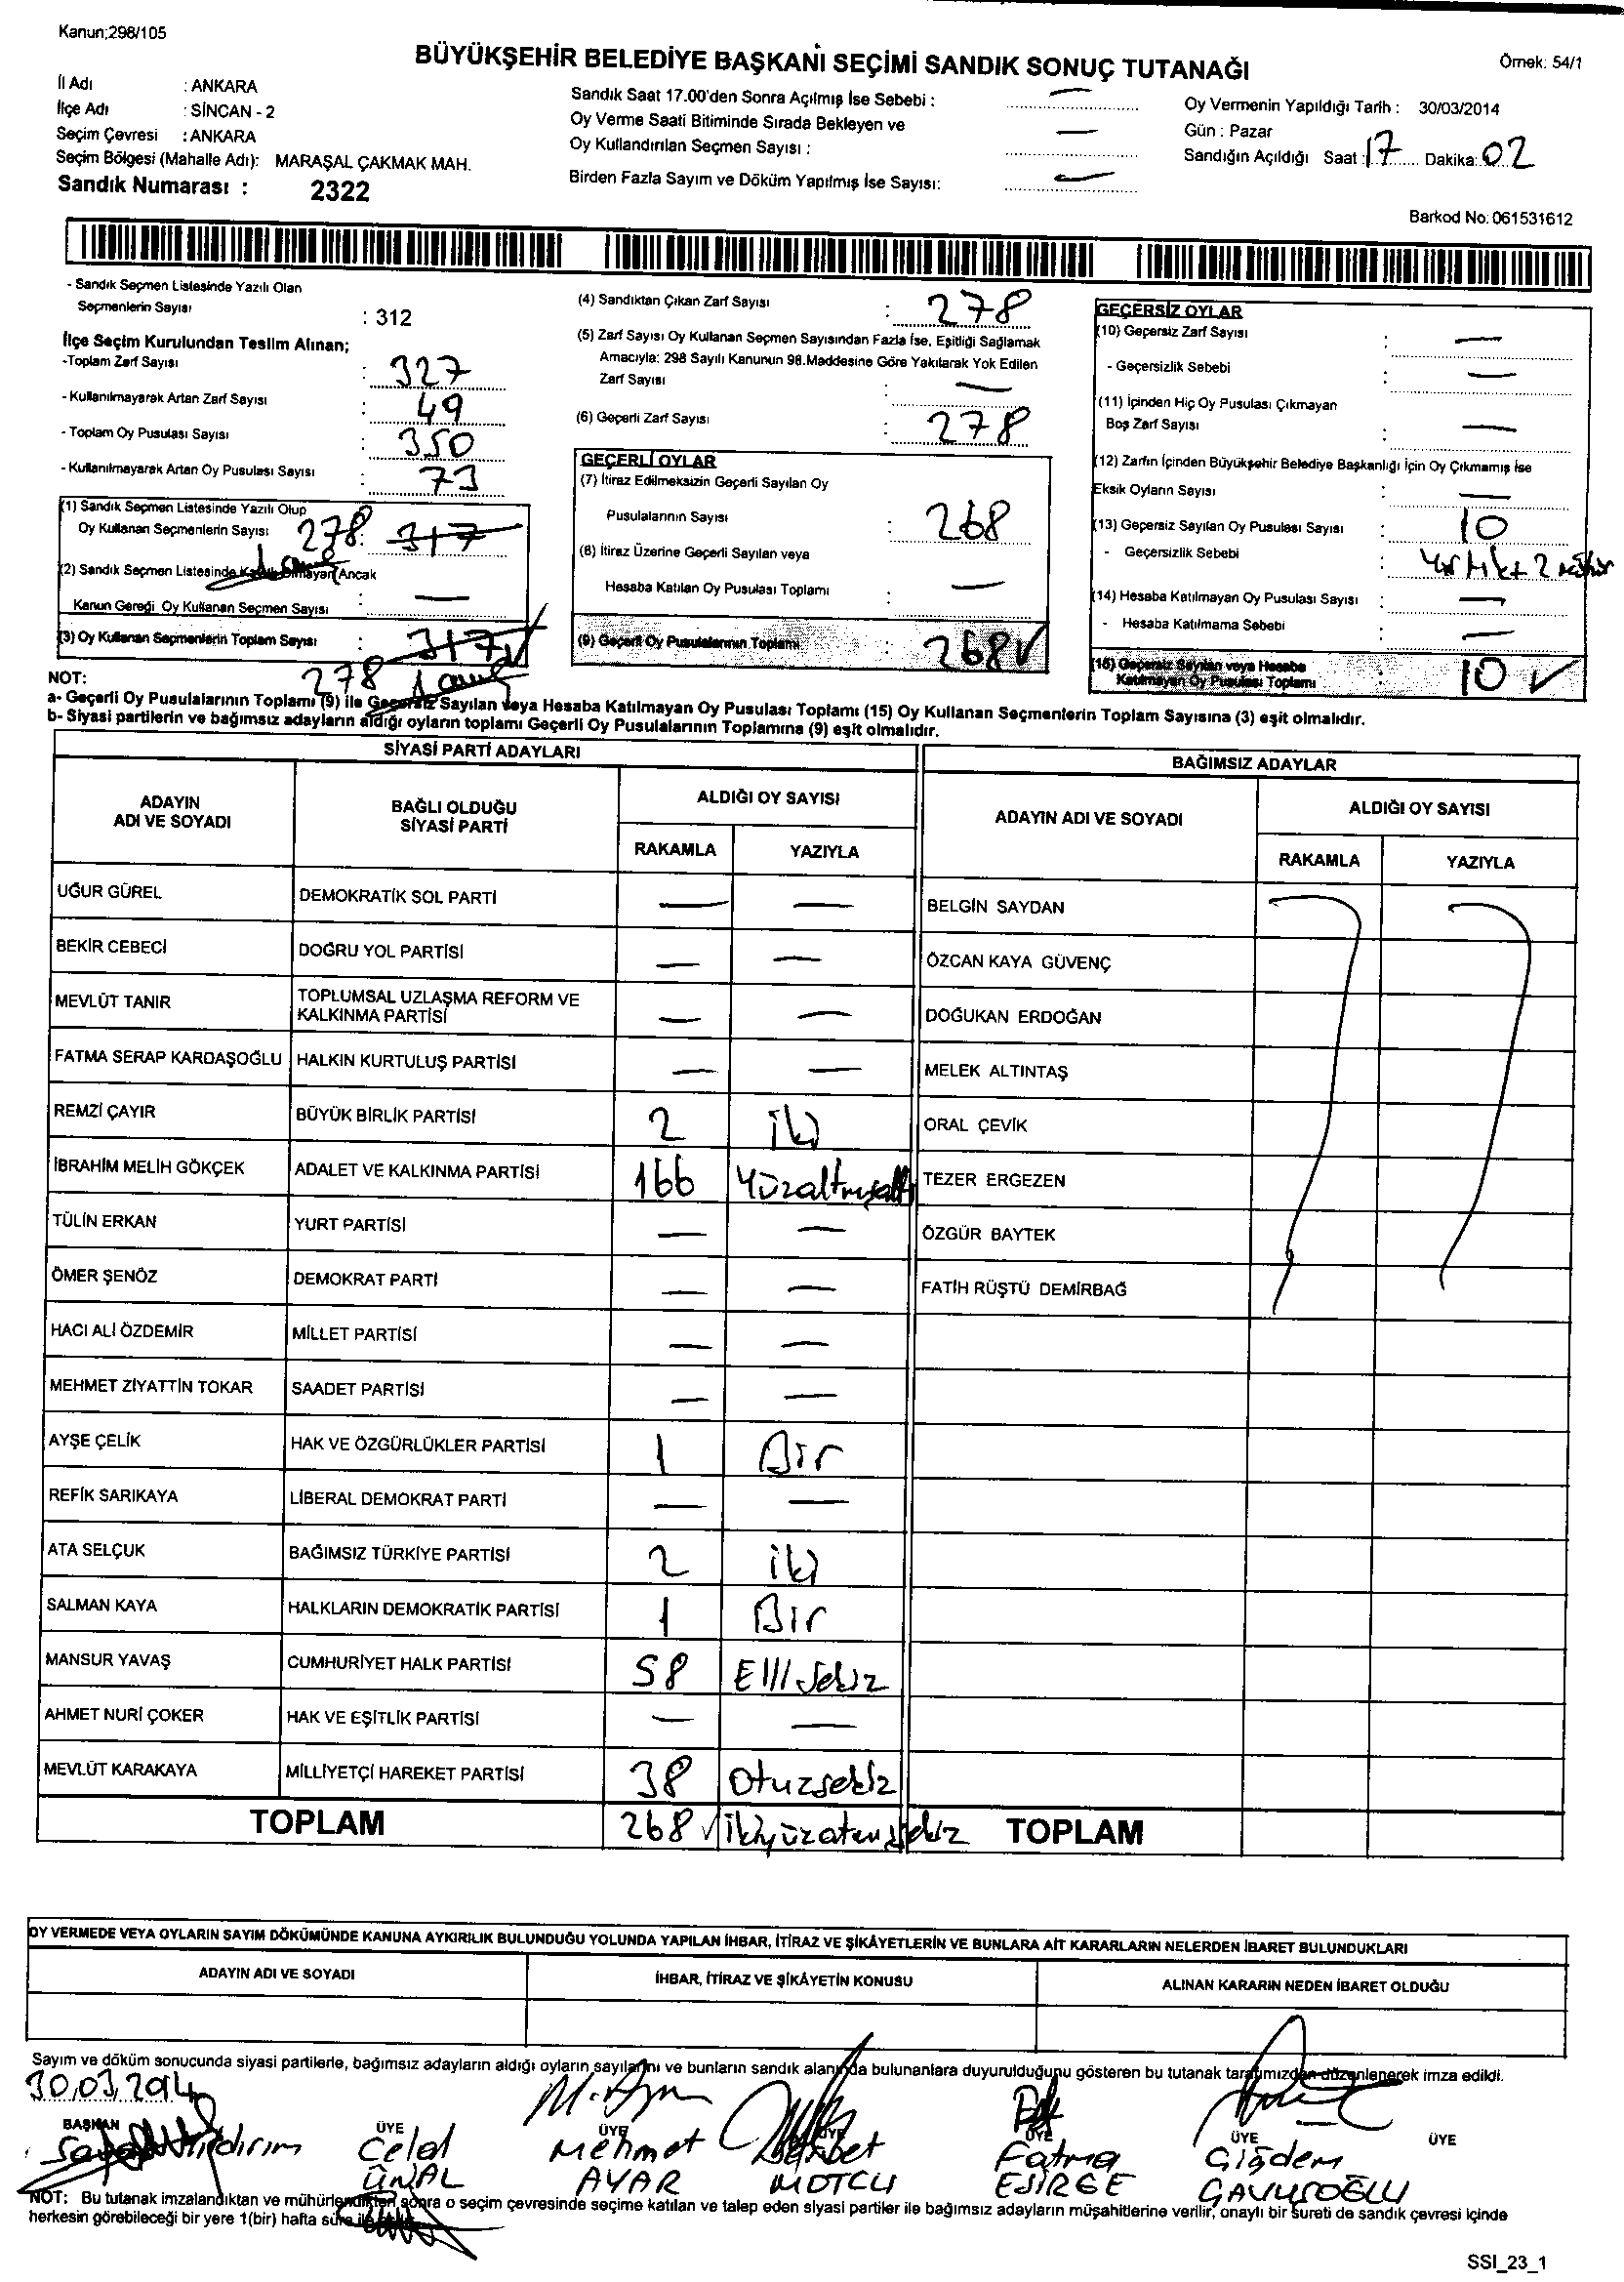 Kanun;298/105
BÜYÜKŞEHİR BELEDİYE BAŞKANİ SEÇİMİ SANDIK SONUÇ TUTANAĞI
Örnek: 54/1
İl Adı : ANKARA
İlçe Adı : SİNCAN - 2
Seçim Çevresi : ANKARA
Seçim Bölgesi (Mahalle Adı): MARAŞAL ÇAKMAK MAH.
Sandık Numarası : 2322
Sandık Saat 17.00'den Sonra Açılmış İse Sebebi : —
Oy Verme Saati Bitiminde Sırada Bekleyen ve
Oy Kullandırılan Seçmen Sayısı : —
Birden Fazla Sayım ve Döküm Yapılmış İse Sayısı: —
Oy Vermenin Yapıldığı Tarih : 30/03/2014
Gün : Pazar
Sandığın Açıldığı Saat : 17 Dakika: 02
Barkod No: 061531612
- Sandık Seçmen Listesinde Yazılı Olan
Seçmenlerin Sayısı : 312
İlçe Seçim Kurulundan Teslim Alınan;
-Toplam Zarf Sayısı : 327
- Kullanılmayarak Artan Zarf Sayısı : 49
- Toplam Oy Pusulası Sayısı : 350
- Kullanılmayarak Artan Oy Pusulası Sayısı : 73
(1) Sandık Seçmen Listesinde Yazılı Olup
Oy Kullanan Seçmenlerin Sayısı 278 : 317
(2) Sandık Seçmen Listesinde Kayıtlı Olmayan Ancak
Kanun Gereği Oy Kullanan Seçmen Sayısı : —
(3) Oy Kullanan Seçmenlerin Toplam Sayısı : 317
278
(4) Sandıktan Çıkan Zarf Sayısı : 278
(5) Zarf Sayısı Oy Kullanan Seçmen Sayısından Fazla İse, Eşitliği Sağlamak
Amacıyla: 298 Sayılı Kanunun 98.Maddesine Göre Yakılarak Yok Edilen
Zarf Sayısı : —
(6) Geçerli Zarf Sayısı : 278
GEÇERLİ OYLAR
(7) İtiraz Edilmeksizin Geçerli Sayılan Oy
Pusulalarının Sayısı : 268
(8) İtiraz Üzerine Geçerli Sayılan veya
Hesaba Katılan Oy Pusulası Toplamı : —
(9) Geçerli Oy Pusulalarının Toplamı : 268 ✓
GEÇERSİZ OYLAR
(10) Geçersiz Zarf Sayısı : —
- Geçersizlik Sebebi : —
(11) İçinden Hiç Oy Pusulası Çıkmayan
Boş Zarf Sayısı : —
(12) Zarfın İçinden Büyükşehir Belediye Başkanlığı İçin Oy Çıkmamış ise
Eksik Oyların Sayısı : —
(13) Geçersiz Sayılan Oy Pusulası Sayısı : 10
- Geçersizlik Sebebi :
(14) Hesaba Katılmayan Oy Pusulası Sayısı : —
- Hesaba Katılmama Sebebi : —
(15) Geçersiz Sayılan veya Hesaba
Katılmayan Oy Pusulası Toplamı : 10 ✓
NOT:
a- Geçerli Oy Pusulalarının Toplamı (9) ile Geçersiz Sayılan veya Hesaba Katılmayan Oy Pusulası Toplamı (15) Oy Kullanan Seçmenlerin Toplam Sayısına (3) eşit olmalıdır.
b- Siyasi partilerin ve bağımsız adayların aldığı oyların toplamı Geçerli Oy Pusulalarının Toplamına (9) eşit olmalıdır.
SİYASİ PARTİ ADAYLARI
BAĞIMSIZ ADAYLAR
ADAYIN ADI VE SOYADI BAĞLI OLDUĞU SİYASİ PARTİ ALDIĞI OY SAYISI ADAYIN ADI VE SOYADI ALDIĞI OY SAYISI
RAKAMLA YAZIYLA RAKAMLA YAZIYLA
UĞUR GÜREL DEMOKRATİK SOL PARTİ — — BELGİN SAYDAN
BEKİR CEBECİ DOĞRU YOL PARTİSİ — — ÖZCAN KAYA GÜVENÇ
MEVLÜT TANIR TOPLUMSAL UZLAŞMA REFORM VE KALKINMA PARTİSİ — — DOĞUKAN ERDOĞAN
FATMA SERAP KARDAŞOĞLU HALKIN KURTULUŞ PARTİSİ — — MELEK ALTINTAŞ
REMZİ ÇAYIR BÜYÜK BİRLİK PARTİSİ 2 iki ORAL ÇEVİK
İBRAHİM MELİH GÖKÇEK ADALET VE KALKINMA PARTİSİ 166 Yüzaltmışaltı TEZER ERGEZEN
TÜLİN ERKAN YURT PARTİSİ — — ÖZGÜR BAYTEK
ÖMER ŞENÖZ DEMOKRAT PARTİ — — FATİH RÜŞTÜ DEMİRBAĞ
HACI ALİ ÖZDEMİR MİLLET PARTİSİ — —
MEHMET ZİYATTİN TOKAR SAADET PARTİSİ — —
AYŞE ÇELİK HAK VE ÖZGÜRLÜKLER PARTİSİ 1 Bir
REFİK SARIKAYA LİBERAL DEMOKRAT PARTİ — —
ATA SELÇUK BAĞIMSIZ TÜRKİYE PARTİSİ 2 iki
SALMAN KAYA HALKLARIN DEMOKRATİK PARTİSİ 1 Bir
MANSUR YAVAŞ CUMHURİYET HALK PARTİSİ 58 Elli sekiz
AHMET NURİ ÇOKER HAK VE EŞİTLİK PARTİSİ — —
MEVLÜT KARAKAYA MİLLİYETÇİ HAREKET PARTİSİ 38 Otuzsekiz
TOPLAM 268 ✓ TOPLAM
OY VERMEDE VEYA OYLARIN SAYIM DÖKÜMÜNDE KANUNA AYKIRILIK BULUNDUĞU YOLUNDA YAPILAN İHBAR, İTİRAZ VE ŞİKÂYETLERİN VE BUNLARA AİT KARARLARIN NELERDEN İBARET BULUNDUKLARI
ADAYIN ADI VE SOYADI İHBAR, İTİRAZ VE ŞİKÂYETİN KONUSU ALINAN KARARIN NEDEN İBARET OLDUĞU
Sayım ve döküm sonucunda siyasi partilerle, bağımsız adayların aldığı oyların sayılarını ve bunların sandık alanında bulunanlara duyurulduğunu gösteren bu tutanak tarafımızdan düzenlenerek imza edildi.
30.03.2014
BAŞKAN ÜYE ÜYE ÜYE ÜYE ÜYE ÜYE
Yıldırım Celal Mehmet Fatma Çiğdem
ÜNAL AYAR MUTCU ESİRGE GAVUSOĞLU
NOT: Bu tutanak imzalandıktan ve mühürlendikten sonra o seçim çevresinde seçime katılan ve talep eden siyasi partiler ile bağımsız adayların müşahitlerine verilir, onaylı bir sureti de sandık çevresi içinde
herkesin görebileceği bir yere 1(bir) hafta süre ile
SSI_23_1